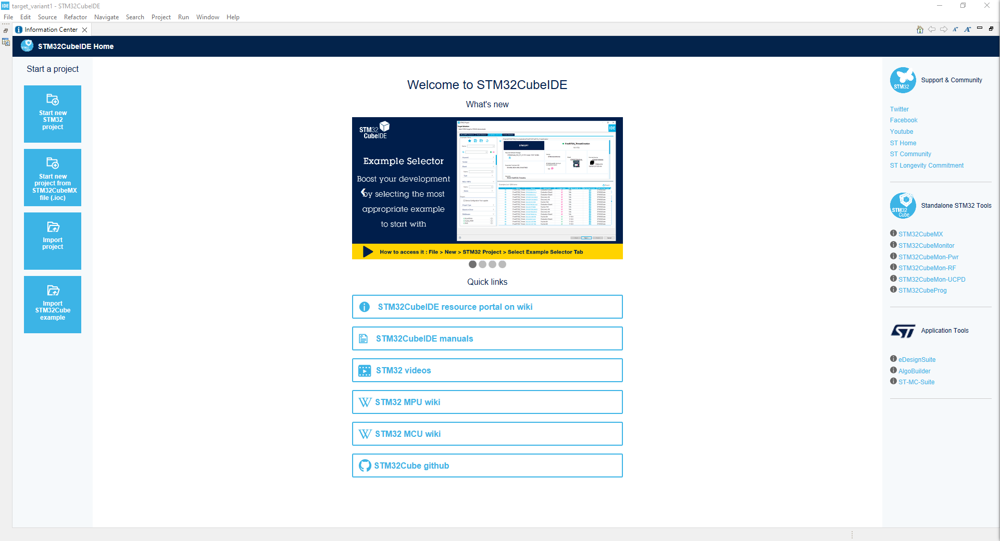 IDE target_variant1 - STM32CubeIDE
File Edit Source Refactor Navigate Search Project Run Window Help
Information Center
STM32CubeIDE Home
Start a project
Start new
STM32
project
Start new
project from
STM32CubeMX
file (.ioc)
Import
project
Import
STM32Cube
example
Welcome to STM32CubeIDE
What's new
STM32
CubeIDE
Example Selector
Boost your development
by selecting the most
appropriate example
to start with
IDE
How to access it : File > New > STM32 Project > Select Example Selector Tab
Quick links
STM32CubeIDE resource portal on wiki
STM32CubeIDE manuals
STM32 videos
STM32 MPU wiki
STM32 MCU wiki
STM32Cube github
STM32
Support & Community
Twitter
Facebook
Youtube
ST Home
ST Community
ST Longevity Commitment
STM32
Cube
Standalone STM32 Tools
STM32CubeMX
STM32CubeMonitor
STM32CubeMon-Pwr
STM32CubeMon-RF
STM32CubeMon-UCPD
STM32CubeProg
ST
Application Tools
eDesignSuite
AlgoBuilder
ST-MC-Suite